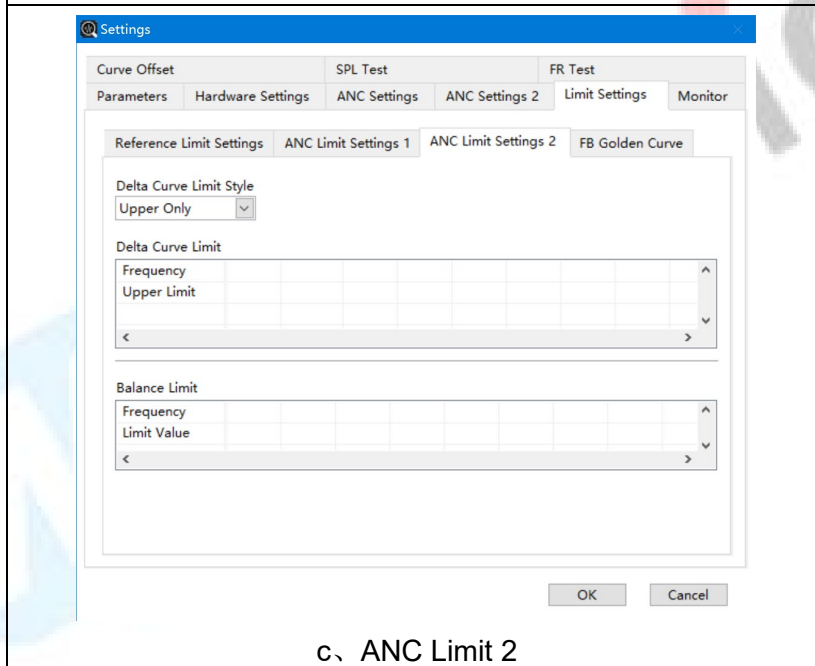 Settings
Curve Offset SPL Test FR Test
Parameters Hardware Settings ANC Settings ANC Settings 2 Limit Settings Monitor
Reference Limit Settings ANC Limit Settings 1 ANC Limit Settings 2 FB Golden Curve
Delta Curve Limit Style
Upper Only
Delta Curve Limit
Frequency
Upper Limit
Balance Limit
Frequency
Limit Value
OK Cancel
c、ANC Limit 2